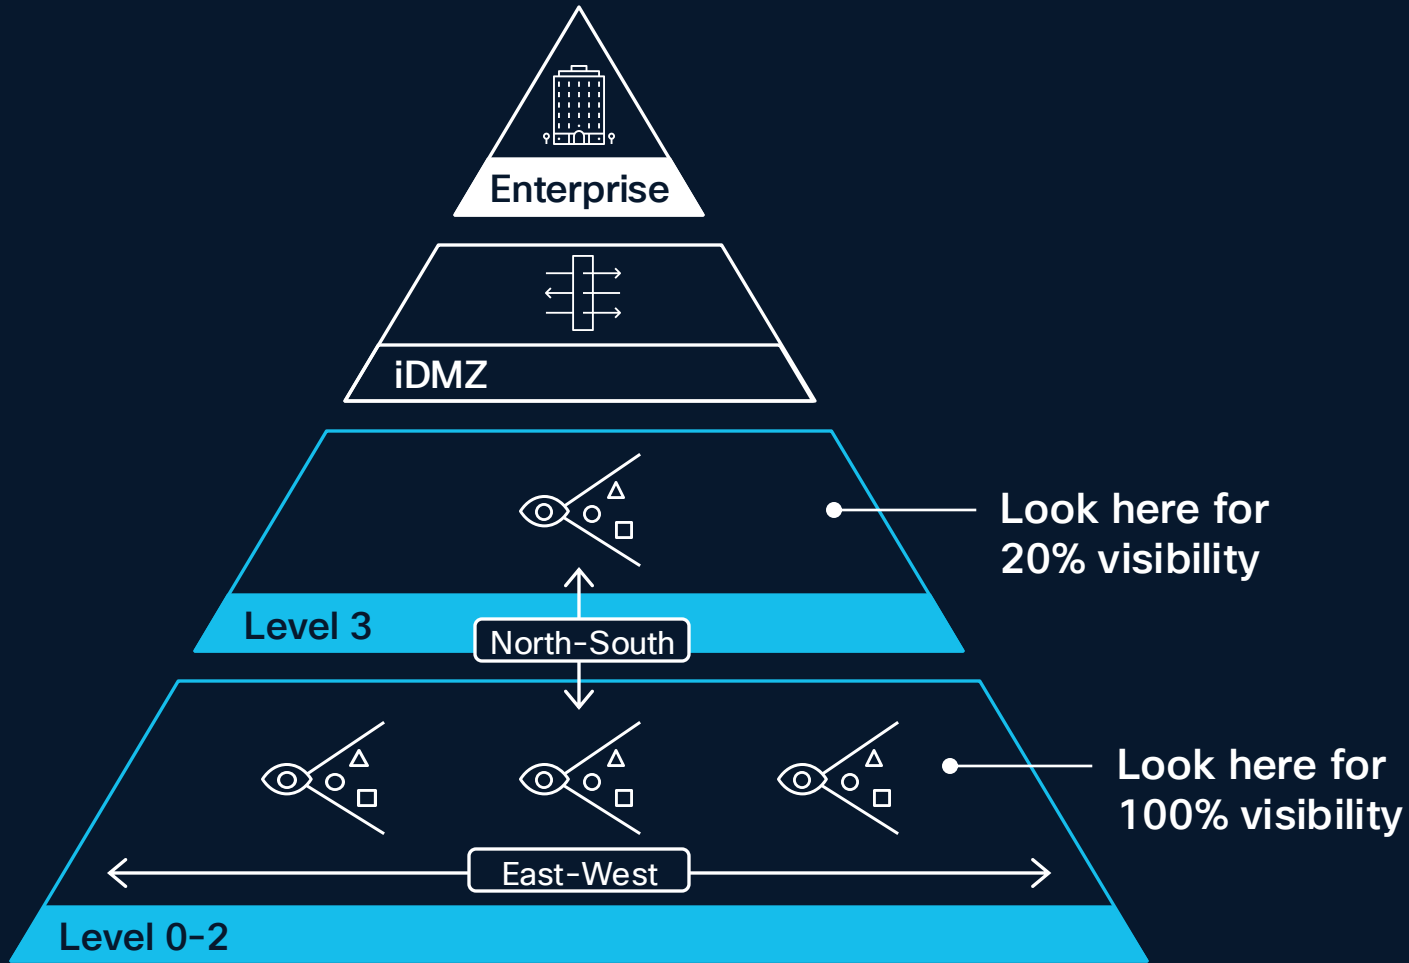 Enterprise
iDMZ
Look here for
20% visibility
Level 3
North-South
Look here for
100% visibility
East-West
Level 0-2